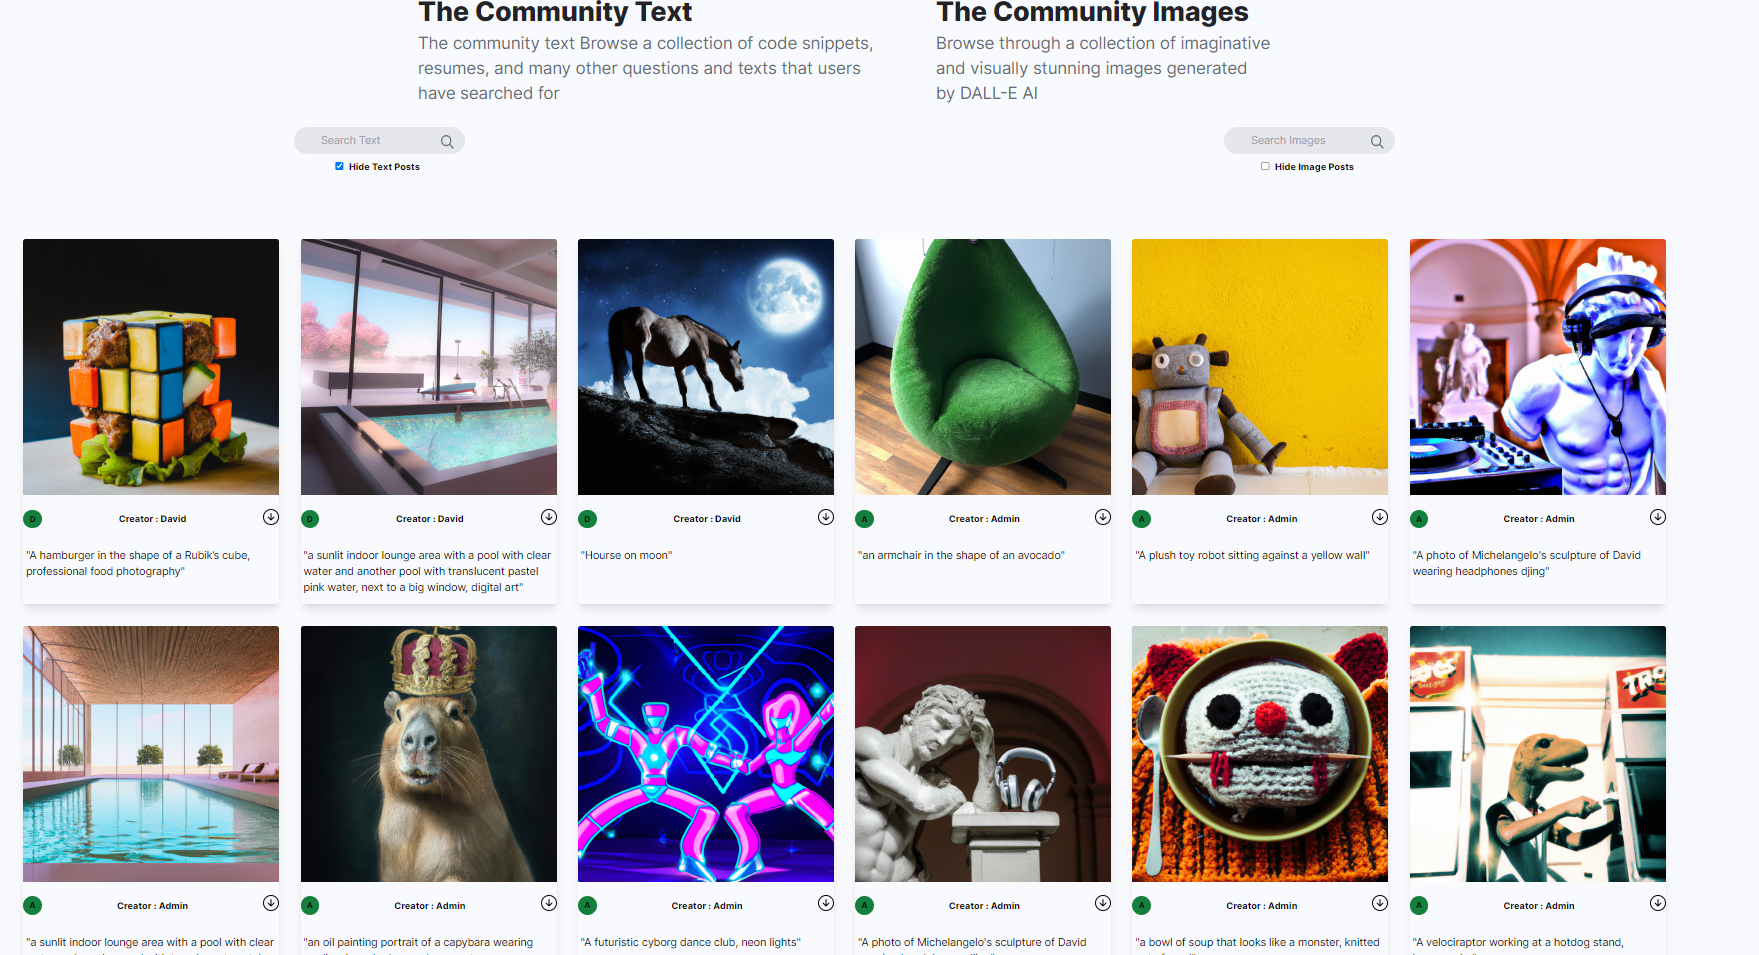 The Community Text
The community text Browse a collection of code snippets,
resumes, and many other questions and texts that users
have searched for
The Community Images
Browse through a collection of imaginative
and visually stunning images generated
by DALL-E AI
Search Text
Hide Text Posts
Search Images
Hide Image Posts
D
Creator : David
"A hamburger in the shape of a Rubik's cube,
professional food photography"
D
Creator : David
"a sunlit indoor lounge area with a pool with clear
water and another pool with translucent pastel
pink water, next to a big window, digital art"
D
Creator : David
"Hourse on moon"
A
Creator : Admin
"an armchair in the shape of an avocado"
A
Creator : Admin
"A plush toy robot sitting against a yellow wall"
A
Creator : Admin
"A photo of Michelangelo's sculpture of David
wearing headphones djing"
A
Creator : Admin
"a sunlit indoor lounge area with a pool with clear
A
Creator : Admin
"an oil painting portrait of a capybara wearing
A
Creator : Admin
"A futuristic cyborg dance club, neon lights"
A
Creator : Admin
"A photo of Michelangelo's sculpture of David
A
Creator : Admin
"a bowl of soup that looks like a monster, knitted
A
Creator : Admin
"A velociraptor working at a hotdog stand,